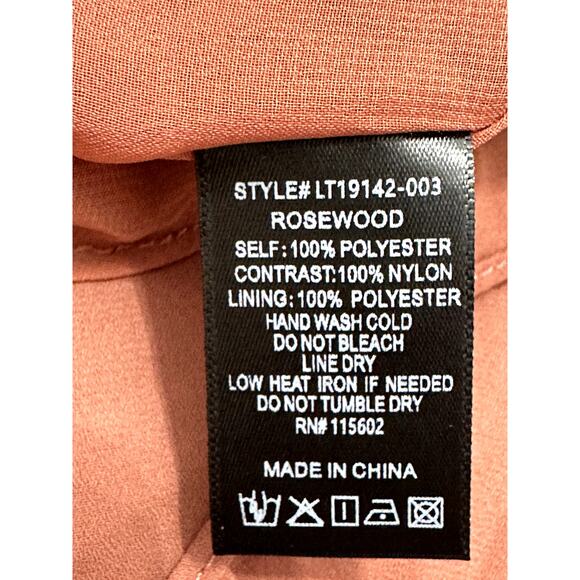 STYLE# LT19142-003
ROSEWOOD
SELF:100% POLYESTER
CONTRAST:100% NYLON
LINING: 100% POLYESTER
HAND WASH COLD
DO NOT BLEACH
LINE DRY
LOW HEAT IRON IF NEEDED
DO NOT TUMBLE DRY
RN# 115602
MADE IN CHINA